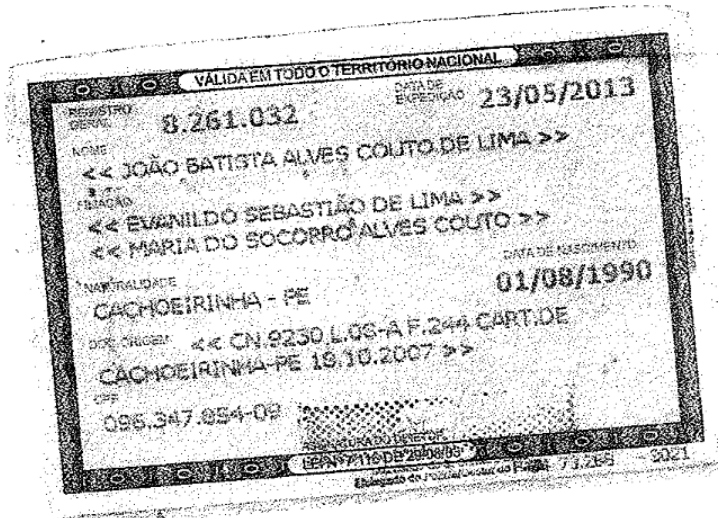 VÁLIDA EM TODO O TERRITÓRIO NACIONAL
REGISTRO GERAL 8.261.032 DATA DE EXPEDIÇÃO 23/05/2013
NOME
<< JOÃO BATISTA ALVES COUTO DE LIMA >>
FILIAÇÃO
<< EVANILDO SEBASTIÃO DE LIMA >>
<< MARIA DO SOCORRO ALVES COUTO >>
NATURALIDADE DATA DE NASCIMENTO
CACHOEIRINHA - PE 01/08/1990
DOC. ORIGEM << CN.9230 L.08-A F.244 CART.DE
CACHOEIRINHA-PE 19.10.2007 >>
CPF
096.347.854-09
ASSINATURA DO DIRETOR
LEI Nº 7.116 DE 29/08/83